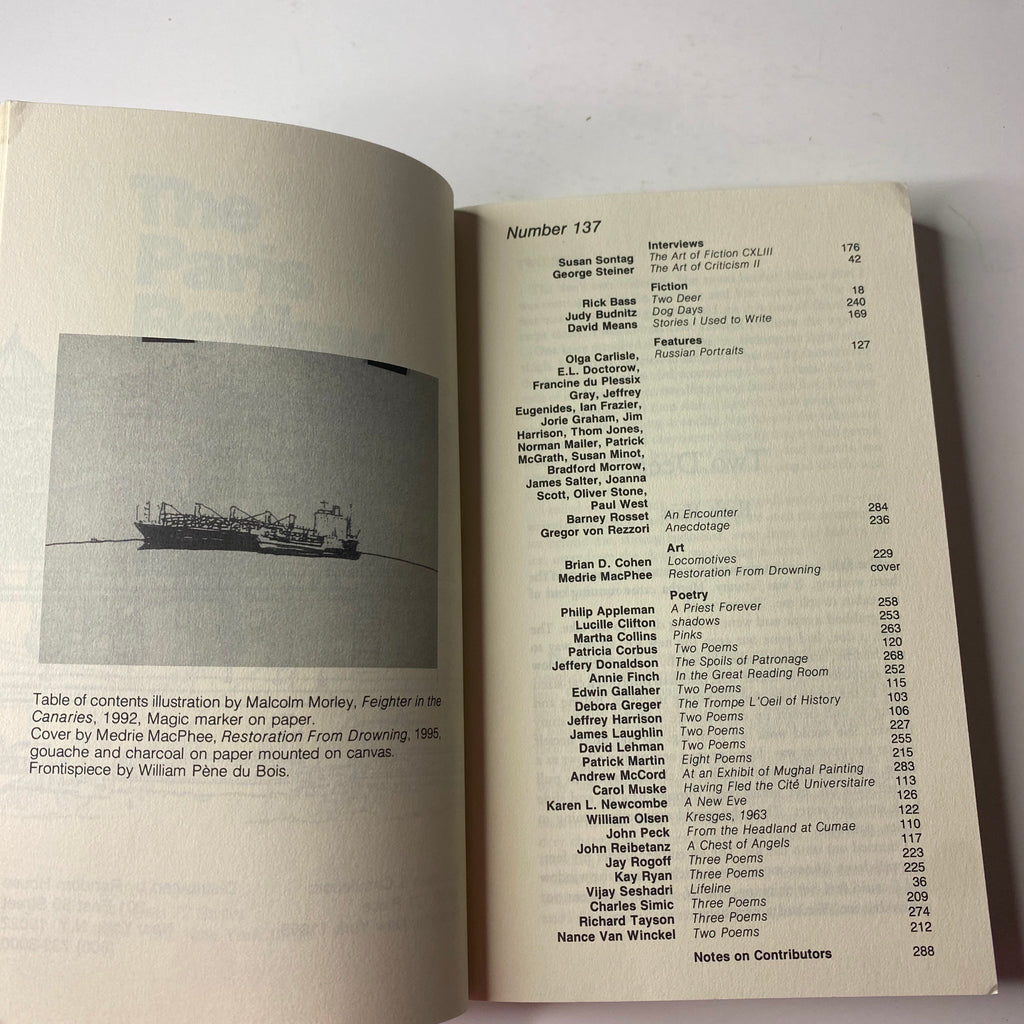 Table of contents illustration by Malcolm Morley, Feighter in the
Canaries, 1992, Magic marker on paper.
Cover by Medrie MacPhee, Restoration From Drowning, 1995,
gouache and charcoal on paper mounted on canvas.
Frontispiece by William Pène du Bois.
Number 137
Interviews
Susan Sontag The Art of Fiction CXLIII 176
George Steiner The Art of Criticism II 42
Fiction
Rick Bass Two Deer 18
Judy Budnitz Dog Days 240
David Means Stories I Used to Write 169
Features
Olga Carlisle, Russian Portraits 127
E.L. Doctorow,
Francine du Plessix
Gray, Jeffrey
Eugenides, Ian Frazier,
Jorie Graham, Jim
Harrison, Thom Jones,
Norman Mailer, Patrick
McGrath, Susan Minot,
Bradford Morrow,
James Salter, Joanna
Scott, Oliver Stone,
Paul West
Barney Rosset An Encounter 284
Gregor von Rezzori Anecdotage 236
Art
Brian D. Cohen Locomotives 229
Medrie MacPhee Restoration From Drowning cover
Poetry
Philip Appleman A Priest Forever 258
Lucille Clifton shadows 253
Martha Collins Pinks 263
Patricia Corbus Two Poems 120
Jeffery Donaldson The Spoils of Patronage 268
Annie Finch In the Great Reading Room 252
Edwin Gallaher Two Poems 115
Debora Greger The Trompe L'Oeil of History 103
Jeffrey Harrison Two Poems 106
James Laughlin Two Poems 227
David Lehman Two Poems 255
Patrick Martin Eight Poems 215
Andrew McCord At an Exhibit of Mughal Painting 283
Carol Muske Having Fled the Cité Universitaire 113
Karen L. Newcombe A New Eve 126
William Olsen Kresges, 1963 122
John Peck From the Headland at Cumae 110
John Reibetanz A Chest of Angels 117
Jay Rogoff Three Poems 223
Kay Ryan Three Poems 225
Vijay Seshadri Lifeline 36
Charles Simic Three Poems 209
Richard Tayson Three Poems 274
Nance Van Winckel Two Poems 212
Notes on Contributors 288